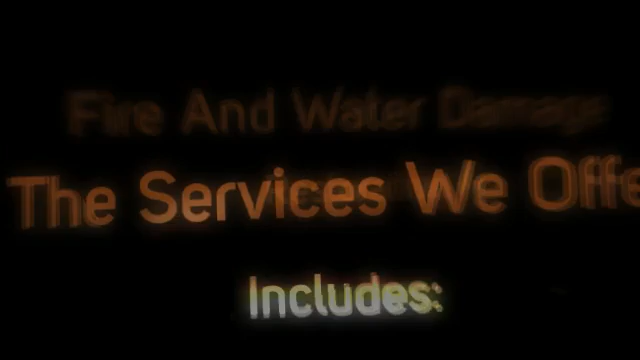 Fire And Water Damage
The Services We Offe
Includes: